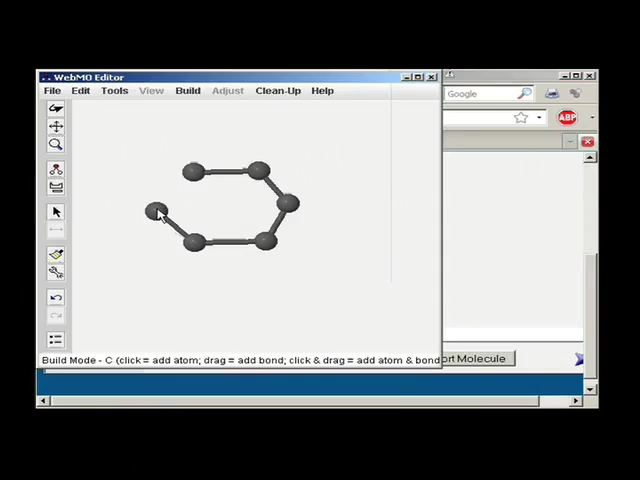 WebMO Editor
File Edit Tools View Build Adjust Clean-Up Help
Google
ABP
Build Mode - C (click = add atom; drag = add bond; click & drag = add atom & bond
ort Molecule